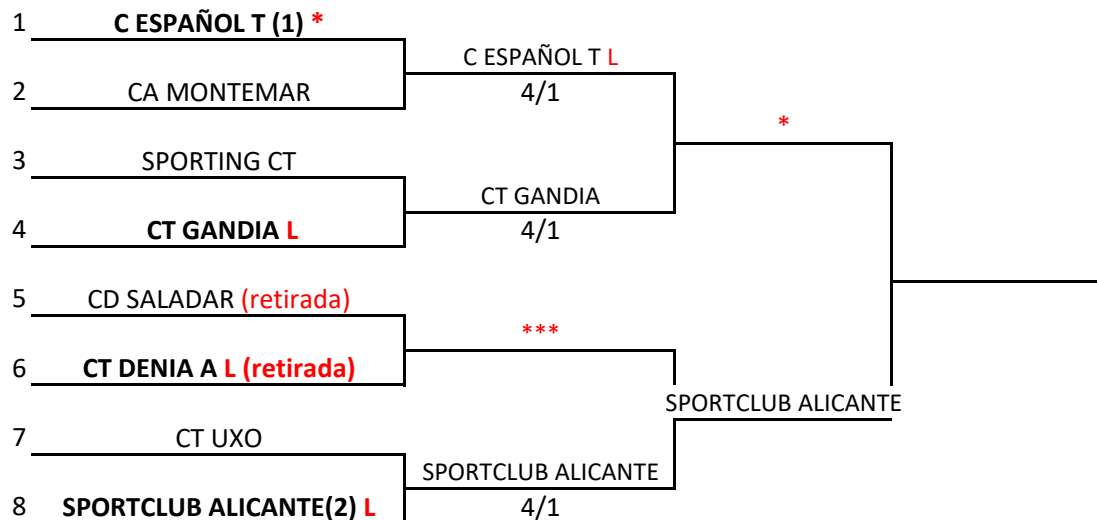 1 C ESPAÑOL T (1) *
C ESPAÑOL T L
2 CA MONTEMAR
4/1
*
3 SPORTING CT
CT GANDIA
4 CT GANDIA L
4/1
5 CD SALADAR (retirada)
***
6 CT DENIA A L (retirada)
SPORTCLUB ALICANTE
7 CT UXO
SPORTCLUB ALICANTE
8 SPORTCLUB ALICANTE(2) L
4/1